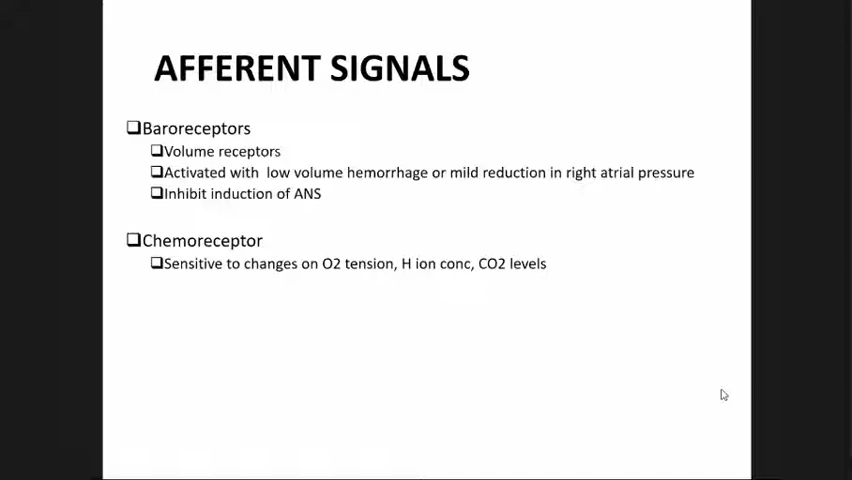 AFFERENT SIGNALS
❑Baroreceptors
❑Volume receptors
❑Activated with low volume hemorrhage or mild reduction in right atrial pressure
❑Inhibit induction of ANS
❑Chemoreceptor
❑Sensitive to changes on O2 tension, H ion conc, CO2 levels